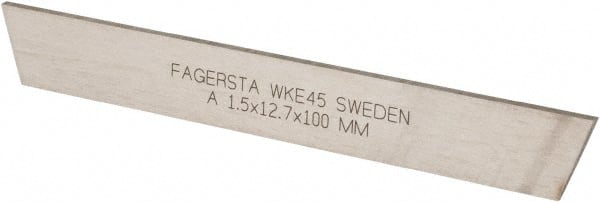 FAGERSTA WKE45 SWEDEN
A 1.5x12.7x100 MM